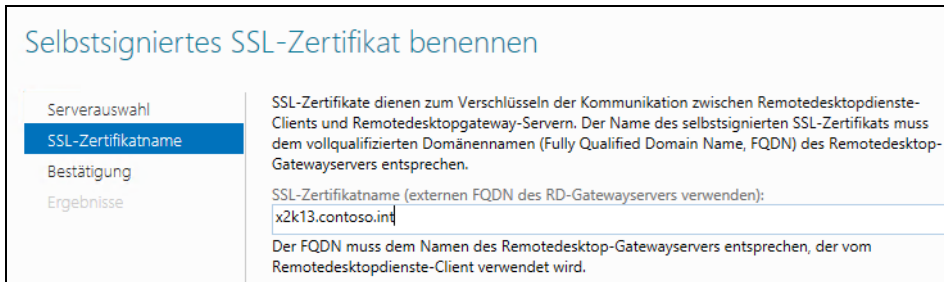 Selbstsigniertes SSL-Zertifikat benennen
Serverauswahl
SSL-Zertifikatname
Bestätigung
Ergebnisse
SSL-Zertifikate dienen zum Verschlüsseln der Kommunikation zwischen Remotedesktopdienste-
Clients und Remotedesktopgateway-Servern. Der Name des selbstsignierten SSL-Zertifikats muss
dem vollqualifizierten Domänennamen (Fully Qualified Domain Name, FQDN) des Remotedesktop-
Gatewayservers entsprechen.
SSL-Zertifikatname (externen FQDN des RD-Gatewayservers verwenden):
x2k13.contoso.int
Der FQDN muss dem Namen des Remotedesktop-Gatewayservers entsprechen, der vom
Remotedesktopdienste-Client verwendet wird.